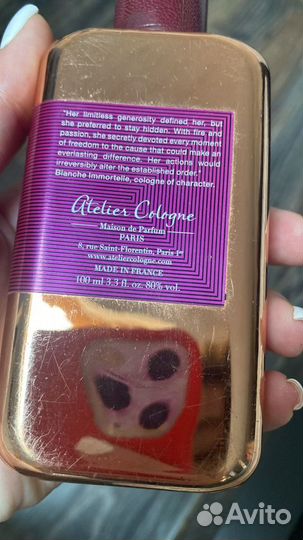 "Her limitless generosity defined her, but
she preferred to stay hidden. With fire and
passion, she secretly devoted every moment
of freedom to the cause that could make an
everlasting difference. Her actions would
irreversibly alter the established order."
Blanche Immortelle, cologne of character.
Atelier Cologne
Maison de Parfum
PARIS
8, rue Saint-Florentin, Paris 1er
www.ateliercologne.com
MADE IN FRANCE
100 ml 3.3 fl. oz. 80% vol.
Avito